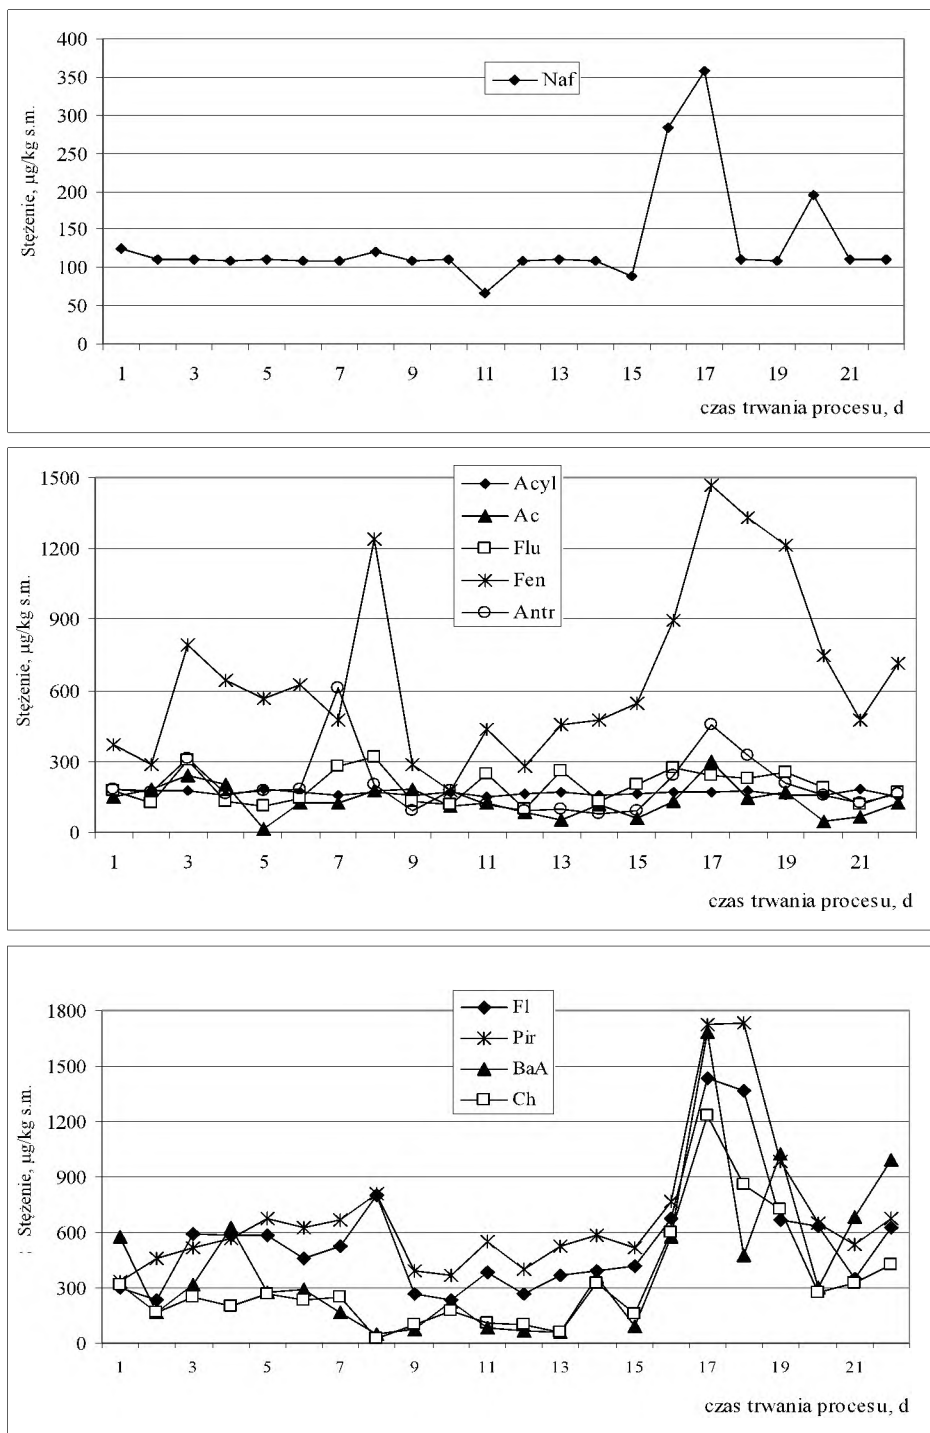 Stężenie, µg/kg s.m.
400
350
300
250
200
150
100
50
0
Naf
1 3 5 7 9 11 13 15 17 19 21
czas trwania procesu, d
Stężenie, µg/kg s.m.
1500
1200
900
600
300
0
Acyl
Ac
Flu
Fen
Antr
1 3 5 7 9 11 13 15 17 19 21
czas trwania procesu, d
Stężenie, µg/kg s.m.
1800
1500
1200
900
600
300
0
Fl
Pir
BaA
Ch
1 3 5 7 9 11 13 15 17 19 21
czas trwania procesu, d